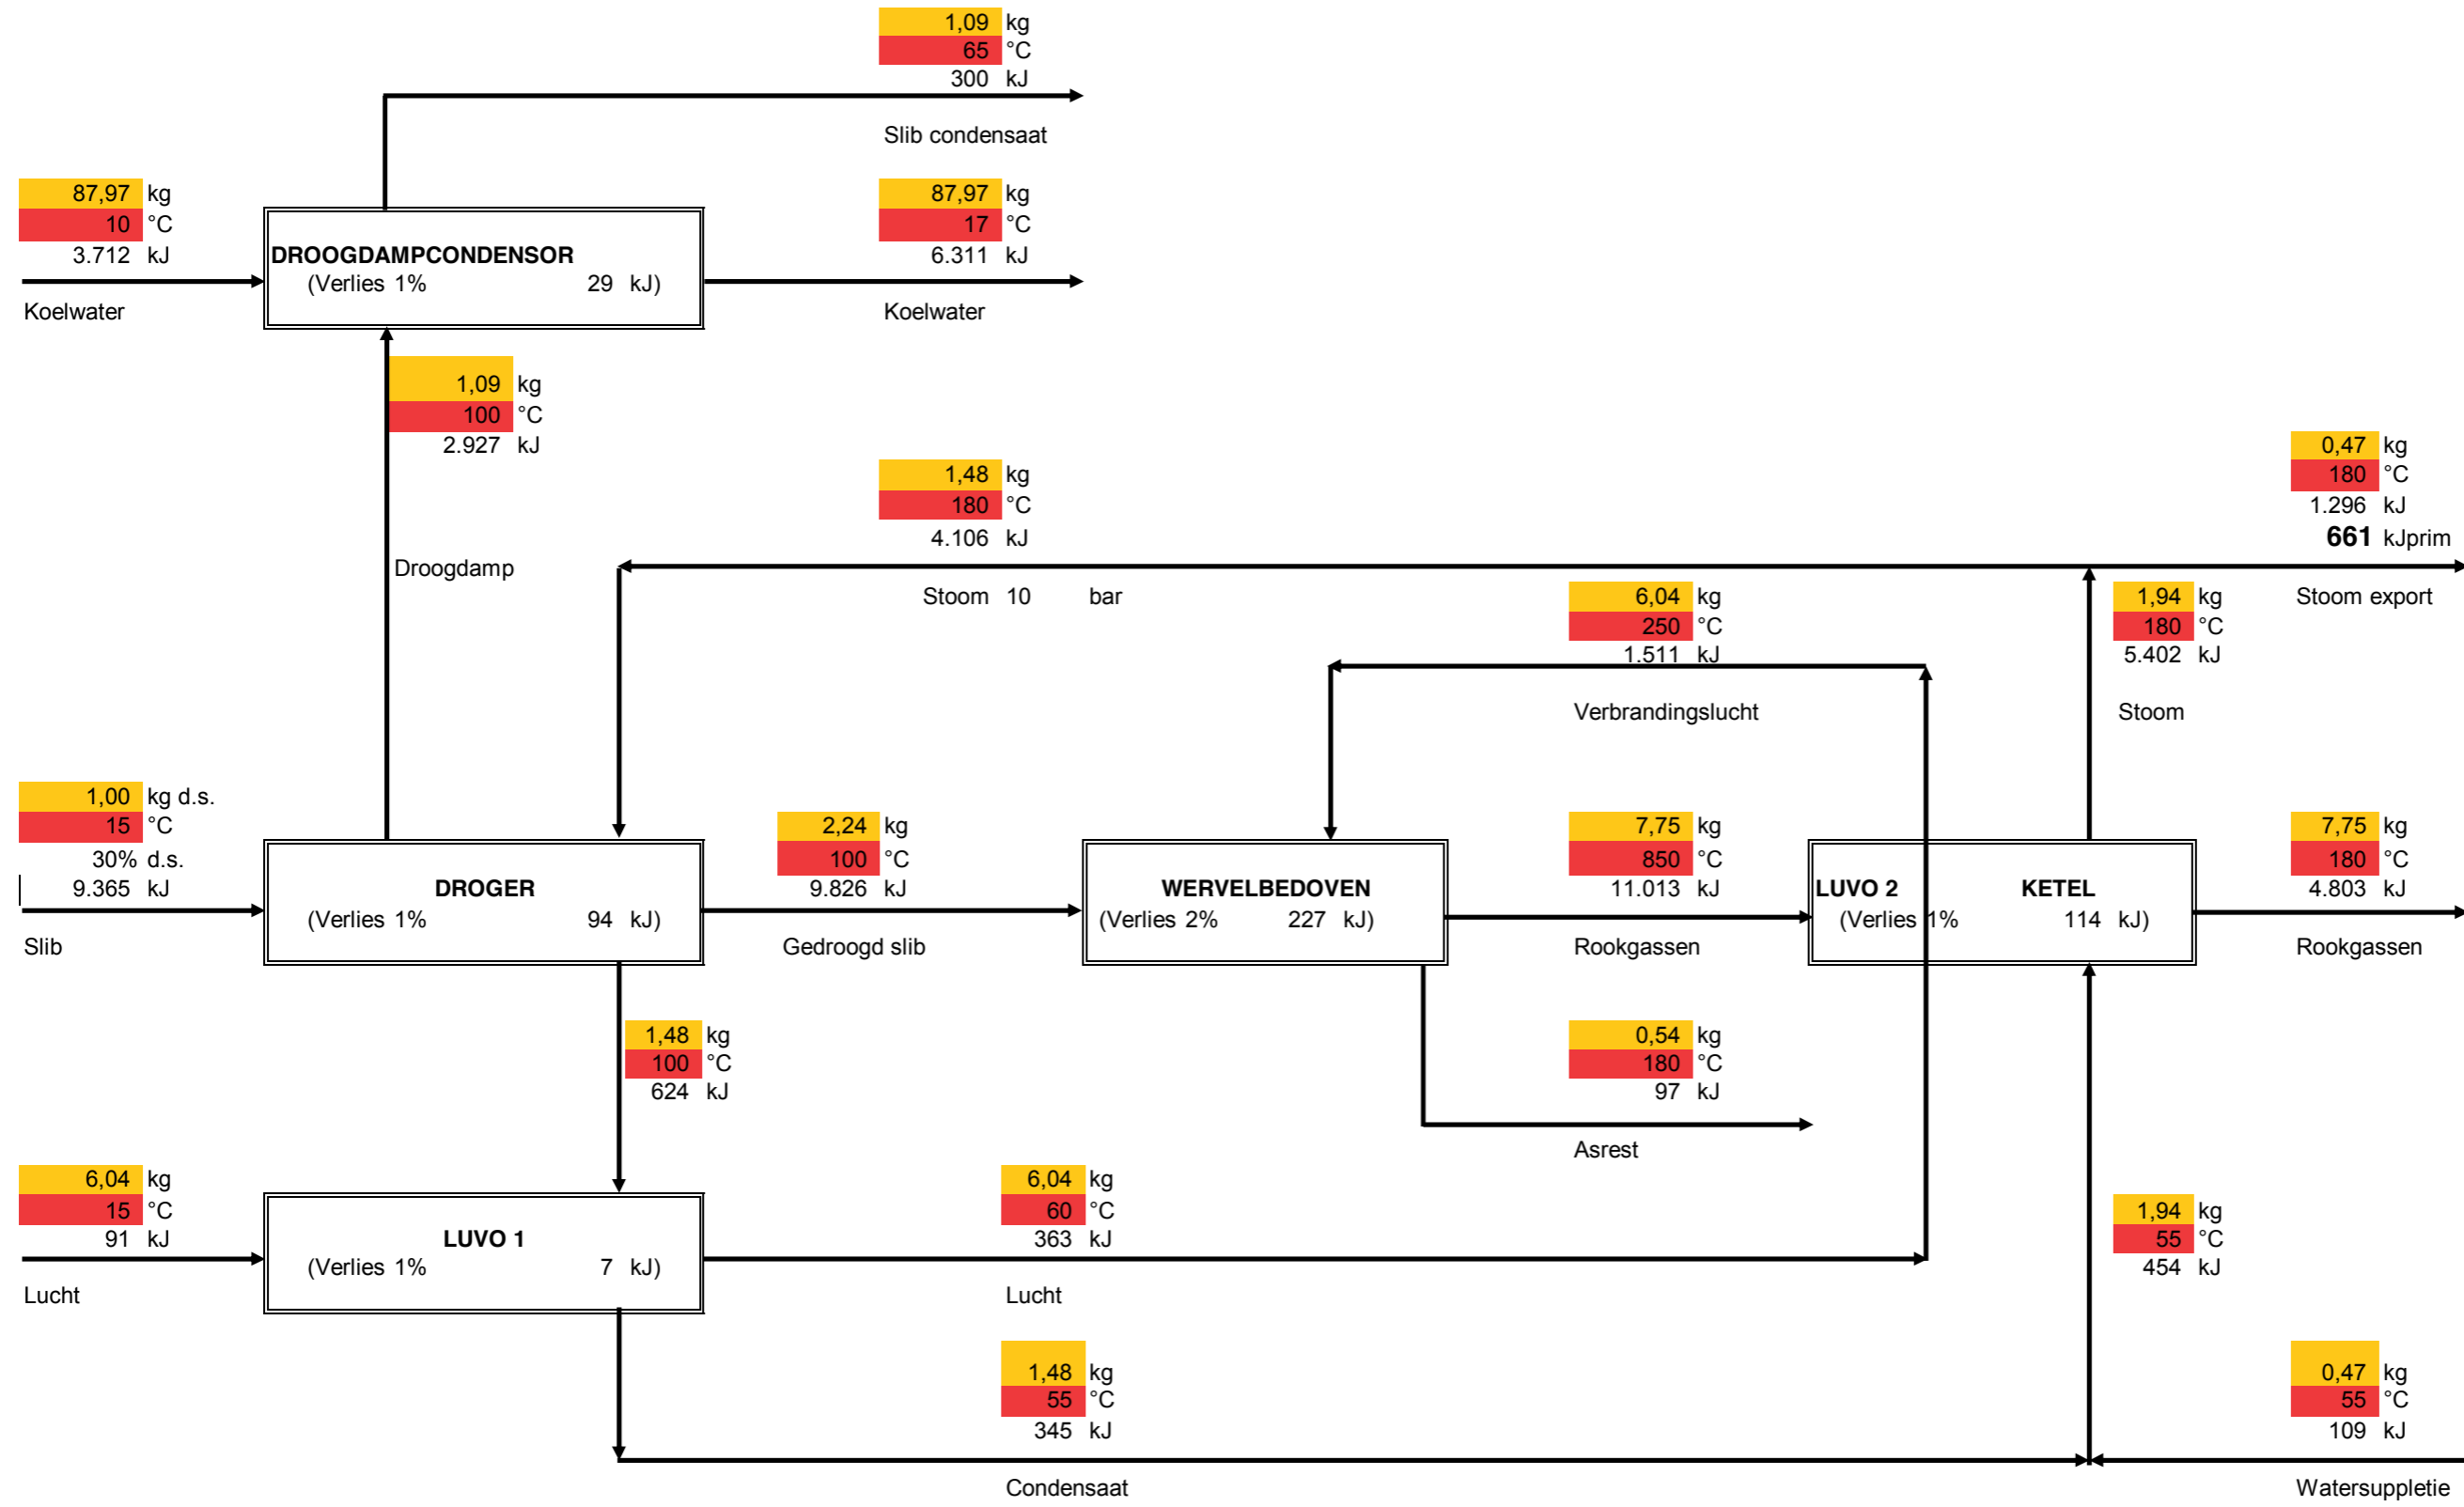 1,09 kg
65 °C
300 kJ
Slib condensaat
87,97 kg
10 °C
3.712 kJ
Koelwater
DROOGDAMPCONDENSOR
(Verlies 1% 29 kJ)
87,97 kg
17 °C
6.311 kJ
Koelwater
1,09 kg
100 °C
2.927 kJ
Droogdamp
1,48 kg
180 °C
4.106 kJ
Stoom 10 bar
0,47 kg
180 °C
1.296 kJ
661 kJprim
Stoom export
6,04 kg
250 °C
1.511 kJ
Verbrandingslucht
1,94 kg
180 °C
5.402 kJ
Stoom
1,00 kg d.s.
15 °C
30% d.s.
9.365 kJ
Slib
DROGER
(Verlies 1% 94 kJ)
2,24 kg
100 °C
9.826 kJ
Gedroogd slib
WERVELBEDOVEN
(Verlies 2% 227 kJ)
7,75 kg
850 °C
11.013 kJ
Rookgassen
LUVO 2 KETEL
(Verlies 1% 114 kJ)
7,75 kg
180 °C
4.803 kJ
Rookgassen
1,48 kg
100 °C
624 kJ
0,54 kg
180 °C
97 kJ
Asrest
6,04 kg
15 °C
91 kJ
Lucht
LUVO 1
(Verlies 1% 7 kJ)
6,04 kg
60 °C
363 kJ
Lucht
1,94 kg
55 °C
454 kJ
1,48 kg
55 °C
345 kJ
Condensaat
0,47 kg
55 °C
109 kJ
Watersuppletie